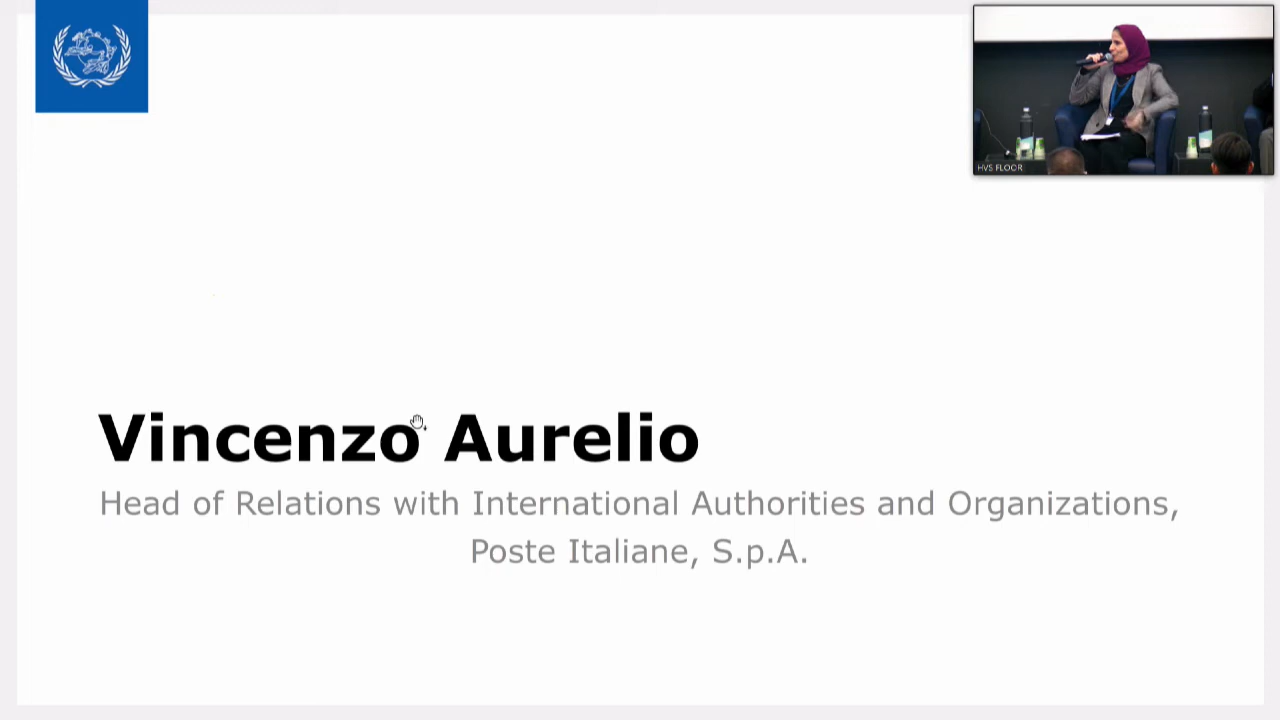 HVS FLOOR
Vincenzo Aurelio
Head of Relations with International Authorities and Organizations,
Poste Italiane, S.p.A.